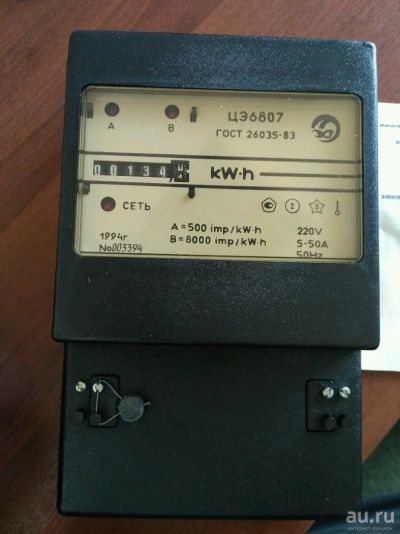 ЦЭ6807
А В
ГОСТ 26035-83
00134,
kW·h
СЕТЬ
2 В
А=500 imp/kW·h
В=8000 imp/kW·h
220V
5-50A
50Hz
1994г
№003394
au.ru